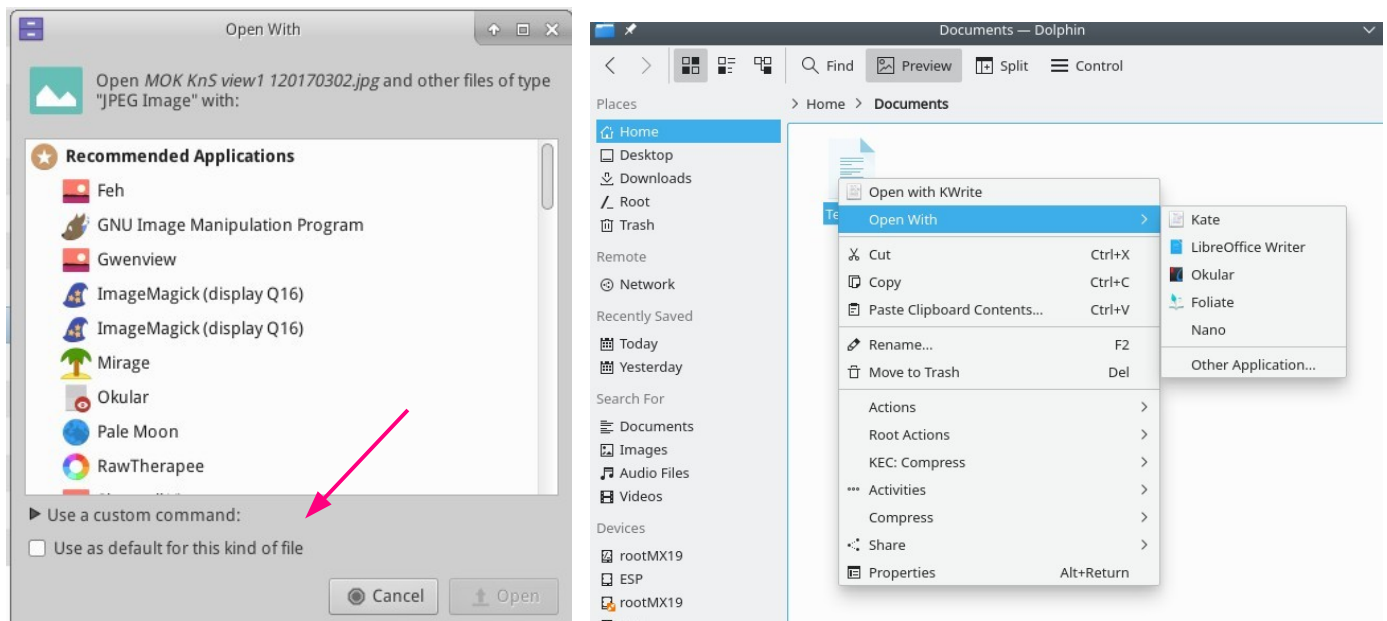 Open With
Open MOK KnS view1 120170302.jpg and other files of type
"JPEG Image" with:
Recommended Applications
Feh
GNU Image Manipulation Program
Gwenview
ImageMagick (display Q16)
ImageMagick (display Q16)
Mirage
Okular
Pale Moon
RawTherapee
Use a custom command:
Use as default for this kind of file
Cancel
Open
Documents — Dolphin
Find
Preview
Split
Control
Places
Home
Desktop
Downloads
Root
Trash
Remote
Network
Recently Saved
Today
Yesterday
Search For
Documents
Images
Audio Files
Videos
Devices
rootMX19
ESP
rootMX19
> Home > Documents
Te
Open with KWrite
Open With
Cut Ctrl+X
Copy Ctrl+C
Paste Clipboard Contents... Ctrl+V
Rename... F2
Move to Trash Del
Actions
Root Actions
KEC: Compress
Activities
Compress
Share
Properties Alt+Return
Kate
LibreOffice Writer
Okular
Foliate
Nano
Other Application...